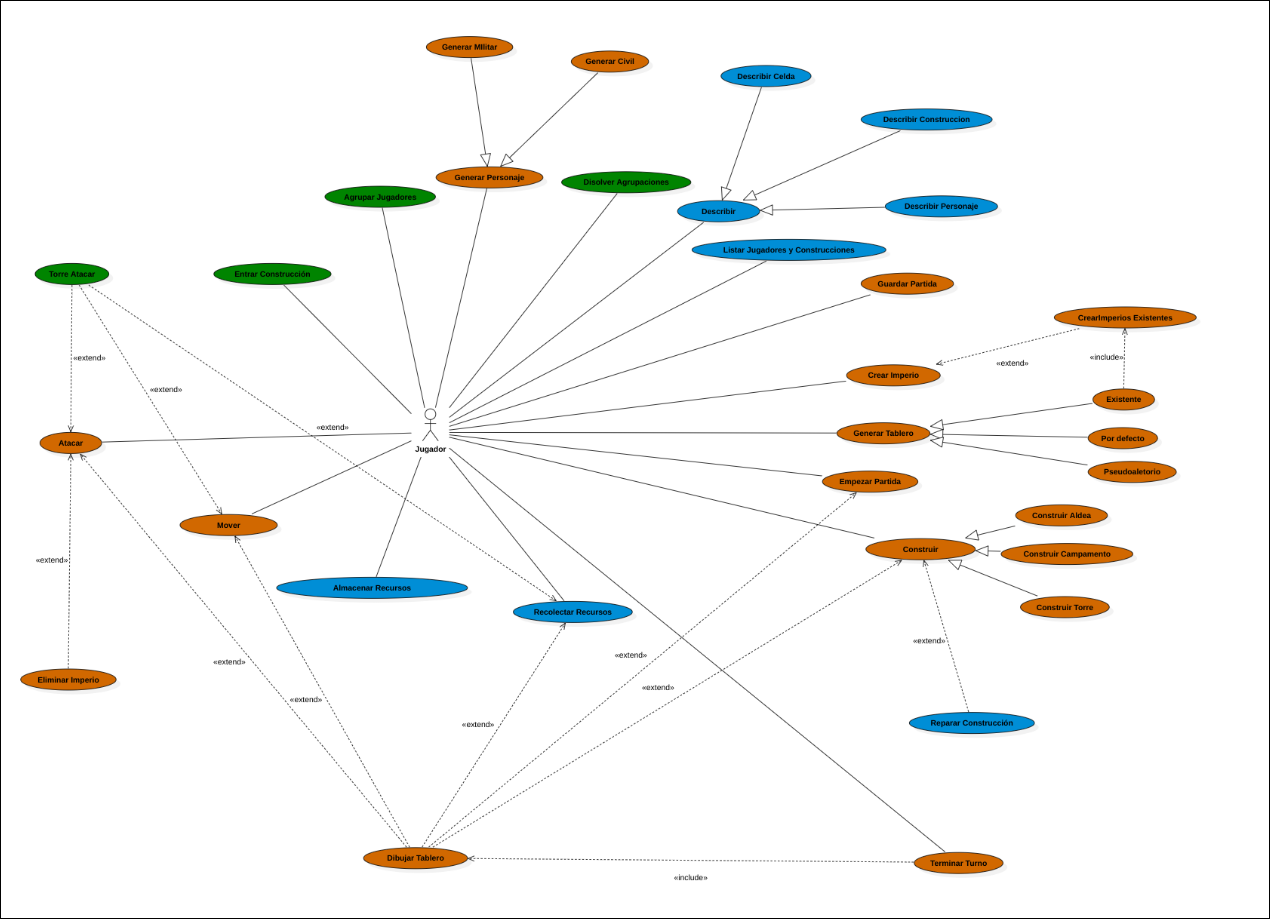 Generar MIlitar
Generar Civil
Describir Celda
Describir Construccion
Generar Personaje
Disolver Agrupaciones
Agrupar Jugadores
Describir
Describir Personaje
Listar Jugadores y Construcciones
Torre Atacar
Entrar Construcción
Guardar Partida
CrearImperios Existentes
«extend»
«include»
«extend»
Crear Imperio
«extend»
Existente
«extend»
Generar Tablero
Por defecto
Atacar
Jugador
Pseudoaletorio
Empezar Partida
Construir Aldea
Mover
Construir
Construir Campamento
«extend»
Almacenar Recursos
Construir Torre
Recolectar Recursos
«extend»
«extend»
«extend»
Eliminar Imperio
«extend»
«extend»
«extend»
Reparar Construcción
Dibujar Tablero
Terminar Turno
«include»